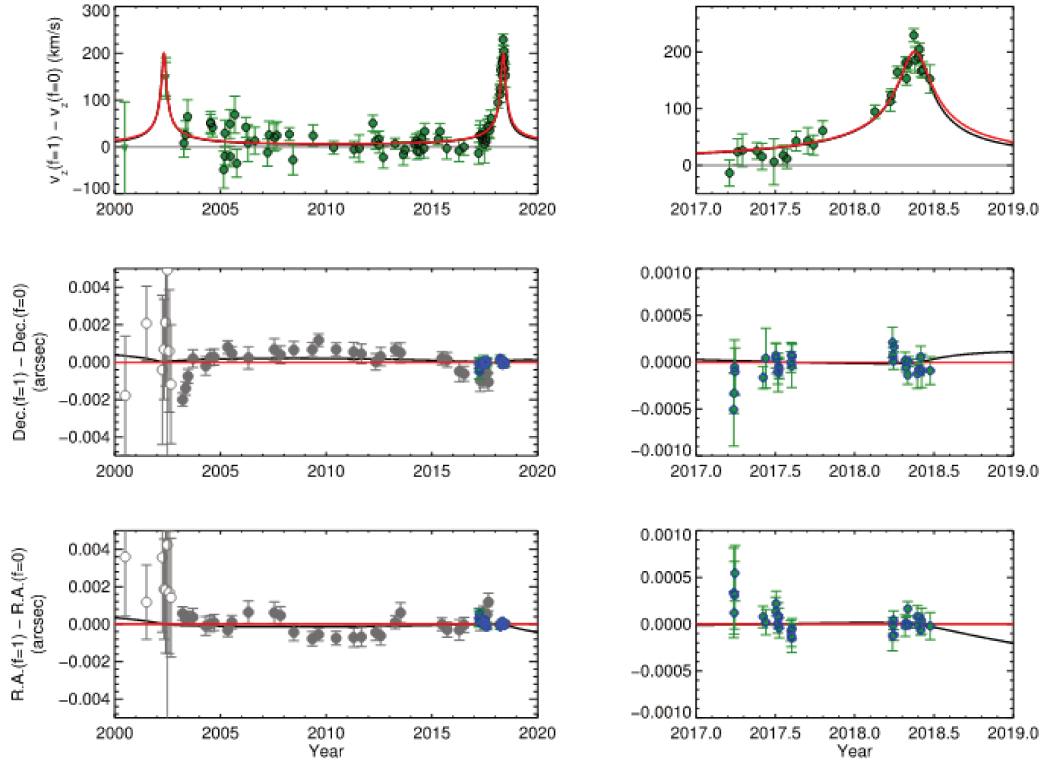 v_z(f=1) − v_z(f=0) (km/s)
300
200
100
0
−100
2000 2005 2010 2015 2020
200
100
0
2017.0 2017.5 2018.0 2018.5 2019.0
Dec.(f=1) − Dec.(f=0)
(arcsec)
0.004
0.002
0.000
−0.002
−0.004
2000 2005 2010 2015 2020
0.0010
0.0005
0.0000
−0.0005
−0.0010
2017.0 2017.5 2018.0 2018.5 2019.0
R.A.(f=1) − R.A.(f=0)
(arcsec)
0.004
0.002
0.000
−0.002
−0.004
2000 2005 2010 2015 2020
Year
0.0010
0.0005
0.0000
−0.0005
−0.0010
2017.0 2017.5 2018.0 2018.5 2019.0
Year